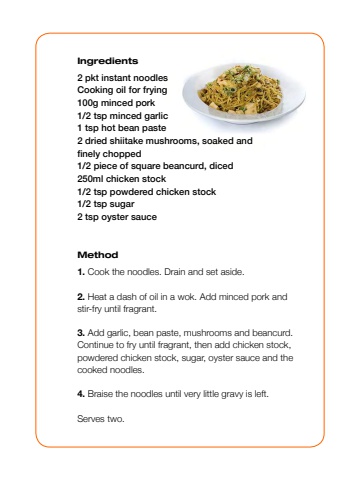 Ingredients
2 pkt instant noodles
Cooking oil for frying
100g minced pork
1/2 tsp minced garlic
1 tsp hot bean paste
2 dried shiitake mushrooms, soaked and
finely chopped
1/2 piece of square beancurd, diced
250ml chicken stock
1/2 tsp powdered chicken stock
1/2 tsp sugar
2 tsp oyster sauce
Method
1. Cook the noodles. Drain and set aside.
2. Heat a dash of oil in a wok. Add minced pork and
stir-fry until fragrant.
3. Add garlic, bean paste, mushrooms and beancurd.
Continue to fry until fragrant, then add chicken stock,
powdered chicken stock, sugar, oyster sauce and the
cooked noodles.
4. Braise the noodles until very little gravy is left.
Serves two.